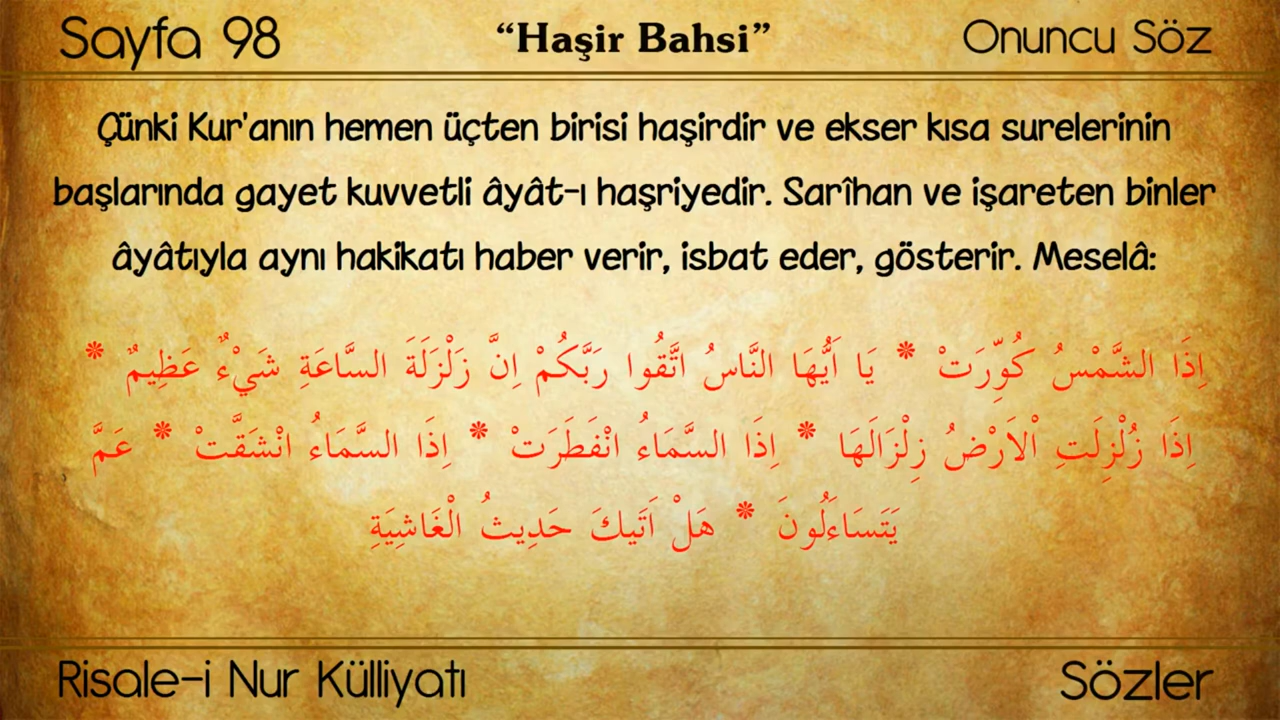 Sayfa 98 “Haşir Bahsi” Onuncu Söz
Çünki Kur'anın hemen üçten birisi haşirdir ve ekser kısa surelerinin
başlarında gayet kuvvetli âyât-ı haşriyedir. Sarîhan ve işareten binler
âyâtıyla aynı hakikatı haber verir, isbat eder, gösterir. Meselâ:
اِذَا الشَّمْسُ كُوِّرَتْ * يَا اَيُّهَا النَّاسُ اتَّقُوا رَبَّكُمْ اِنَّ زَلْزَلَةَ السَّاعَةِ شَيْءٌ عَظِيمٌ *
اِذَا زُلْزِلَتِ اْلاَرْضُ زِلْزَالَهَا * اِذَا السَّمَاءُ انْفَطَرَتْ * اِذَا السَّمَاءُ انْشَقَّتْ * عَمَّ
يَتَسَاءَلُونَ * هَلْ اَتَيكَ حَدِيثُ الْغَاشِيَةِ
Risale-i Nur Külliyatı Sözler